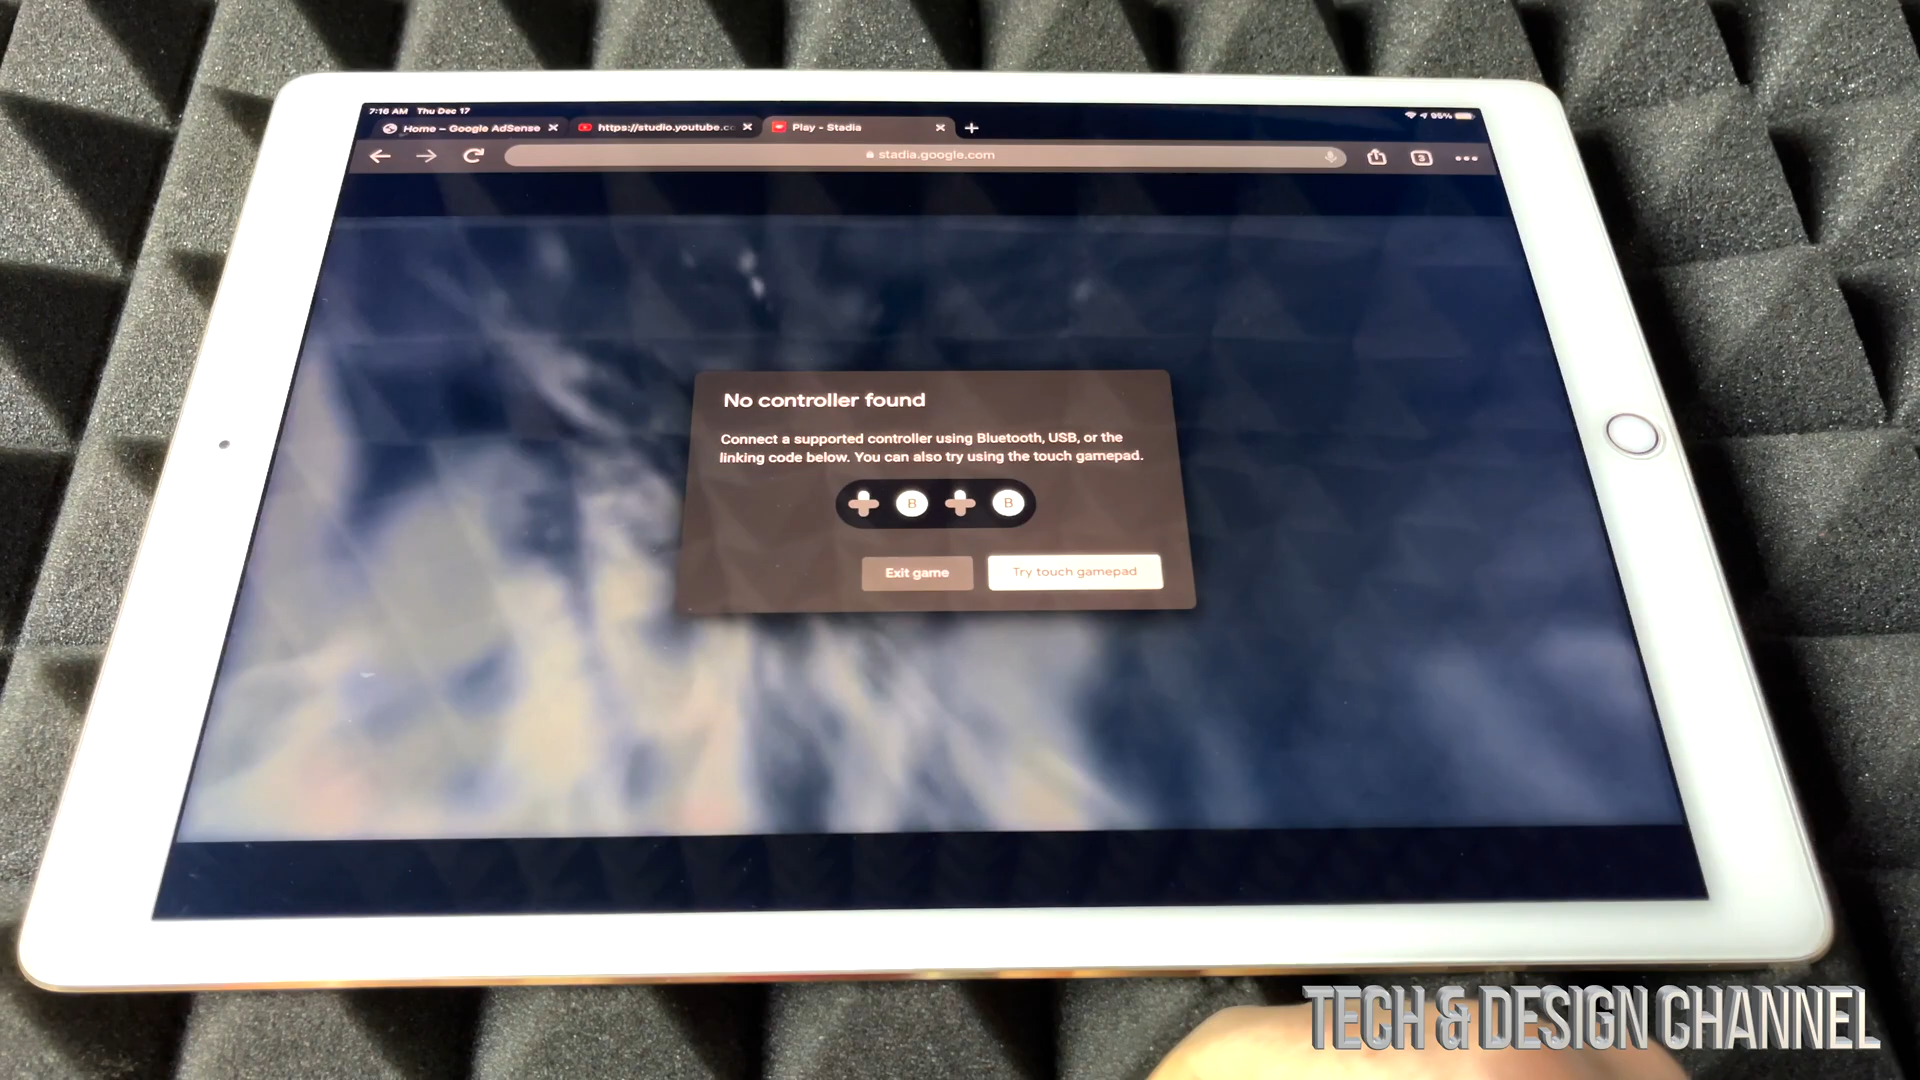 7:16 AM Thu Dec 17
95%
Home – Google AdSense
https://studio.youtube.cc
Play - Stadia
stadia.google.com
3
No controller found
Connect a supported controller using Bluetooth, USB, or the
linking code below. You can also try using the touch gamepad.
B B
Exit game
Try touch gamepad
TECH & DESIGN CHANNEL